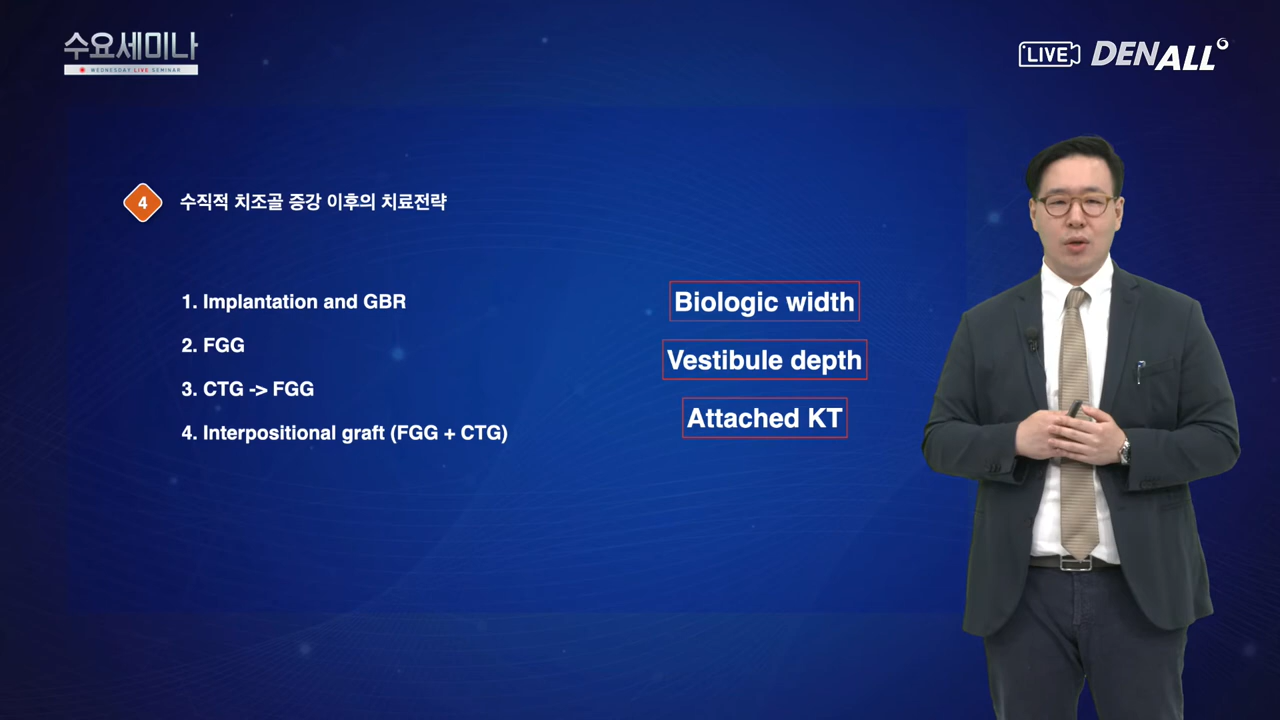 수요세미나
WEDNESDAY LIVE SEMINAR
LIVE DENALL
4 수직적 치조골 증강 이후의 치료전략
1. Implantation and GBR
2. FGG
3. CTG -> FGG
4. Interpositional graft (FGG + CTG)
Biologic width
Vestibule depth
Attached KT